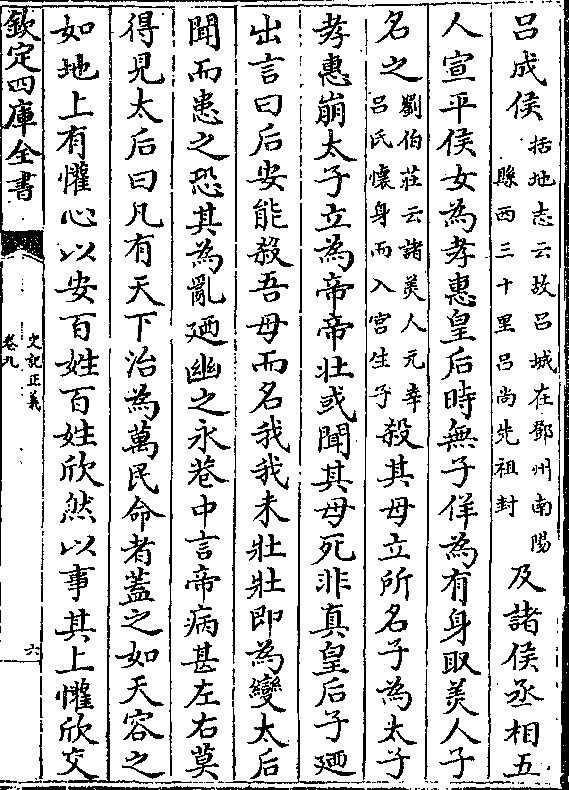 吕成侯括地志云故吕城在鄧州南陽縣西三十里吕尚先祖封及諸侯丞相五
人宣平侯女為孝惠皇后時無子佯為有身取美人子
名之劉伯莊云諸美人元幸吕氏懷身而入宫生子殺其母立所名子為太子
孝惠崩太子立為帝帝壯或聞其母死非真皇后子廼
出言曰后安能殺吾母而名我我未壯壯即為變太后
聞而患之恐其為亂廼幽之永巷中言帝病甚左右莫
得見太后曰凡有天下治為萬民命者蓋之如天容之
如地上有懽心以安百姓百姓欣然以事其上懽欣交
欽定四庫全書
史記正義
卷九
六